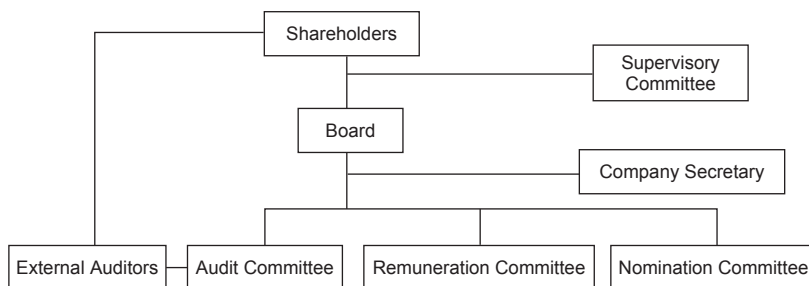 Shareholders
Supervisory
Committee
Board
Company Secretary
External Auditors
Audit Committee
Remuneration Committee
Nomination Committee